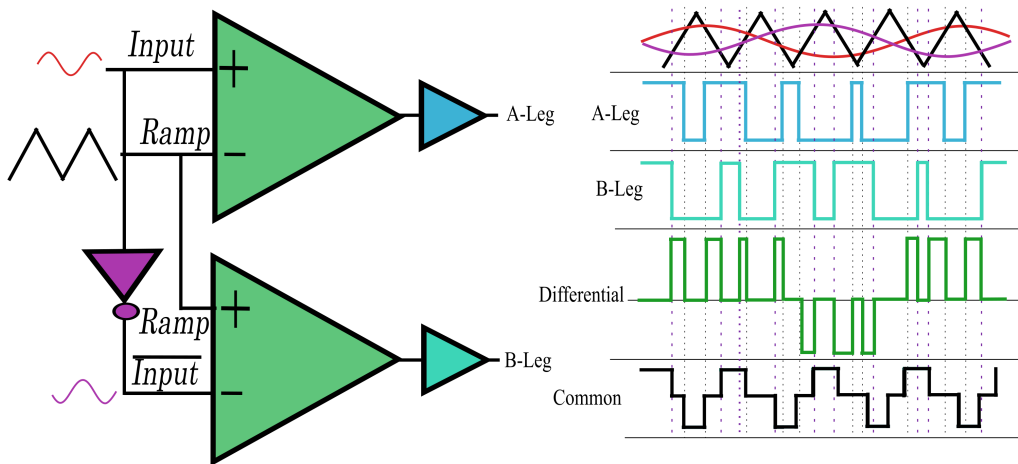 Input
+
Ramp
−
A-Leg
Ramp
+
Input
−
B-Leg
A-Leg
B-Leg
Differential
Common